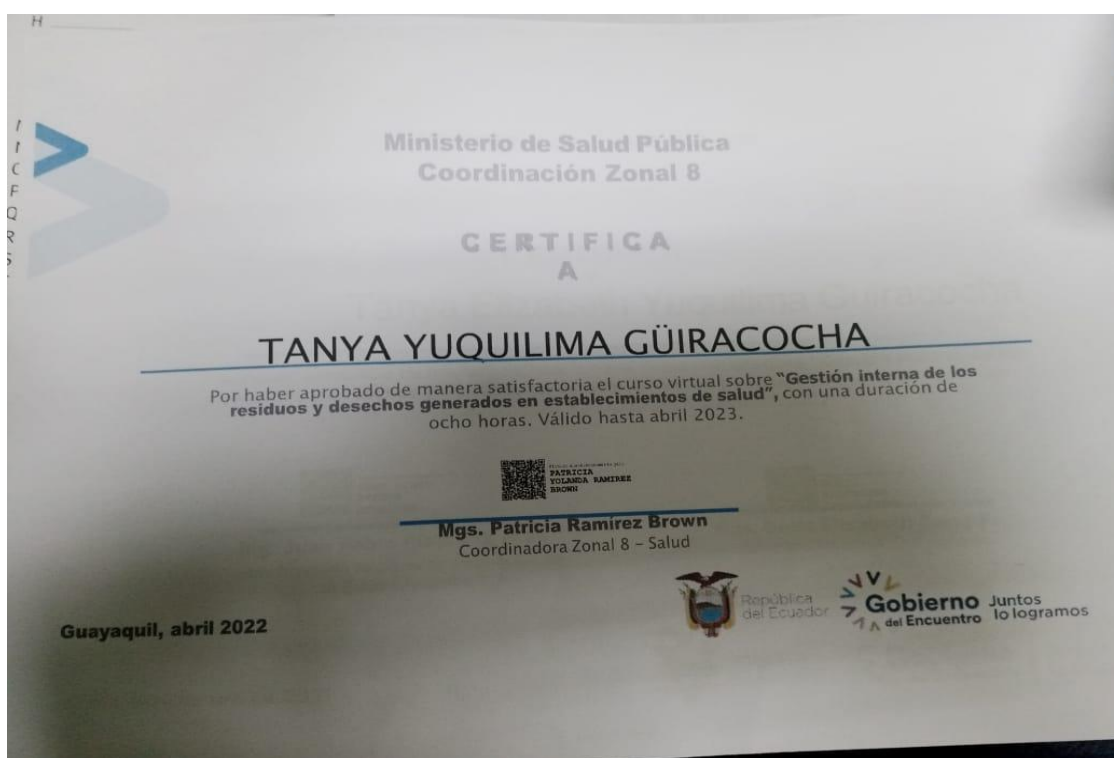 H
Ministerio de Salud Pública
Coordinación Zonal 8
CERTIFICA
A
TANYA YUQUILIMA GÜIRACOCHA
Por haber aprobado de manera satisfactoria el curso virtual sobre "Gestión interna de los
residuos y desechos generados en establecimientos de salud", con una duración de
ocho horas. Válido hasta abril 2023.
PATRICIA
YOLANDA RAMIREZ
BROWN
Mgs. Patricia Ramírez Brown
Coordinadora Zonal 8 – Salud
Guayaquil, abril 2022
República
del Ecuador
Gobierno
del Encuentro
Juntos
lo logramos